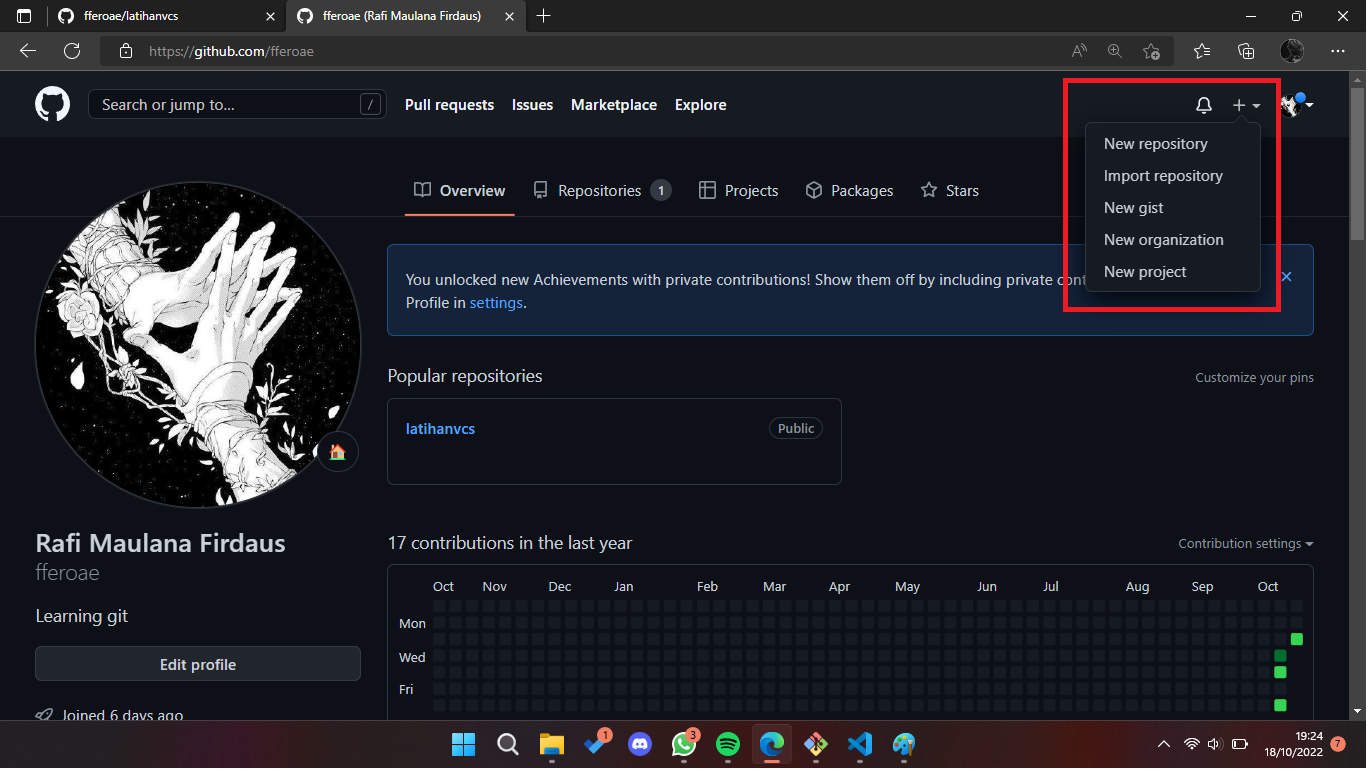 fferoae/latihanvcs
fferoae (Rafi Maulana Firdaus)
https://github.com/fferoae
Search or jump to...
/
Pull requests
Issues
Marketplace
Explore
New repository
Import repository
New gist
New organization
New project
Overview
Repositories 1
Projects
Packages
Stars
You unlocked new Achievements with private contributions! Show them off by including private
Profile in settings.
Popular repositories
Customize your pins
latihanvcs
Public
Rafi Maulana Firdaus
fferoae
Learning git
Edit profile
Joined 6 days ago
17 contributions in the last year
Contribution settings
Oct Nov Dec Jan Feb Mar Apr May Jun Jul Aug Sep Oct
Mon
Wed
Fri
1
3
19:24
18/10/2022
7